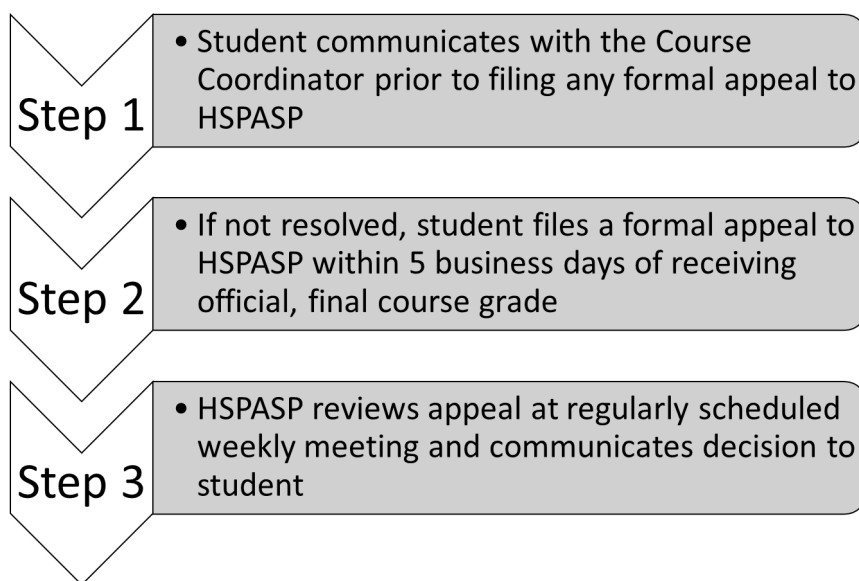 Step 1
• Student communicates with the Course
Coordinator prior to filing any formal appeal to
HSPASP
Step 2
• If not resolved, student files a formal appeal to
HSPASP within 5 business days of receiving
official, final course grade
Step 3
• HSPASP reviews appeal at regularly scheduled
weekly meeting and communicates decision to
student